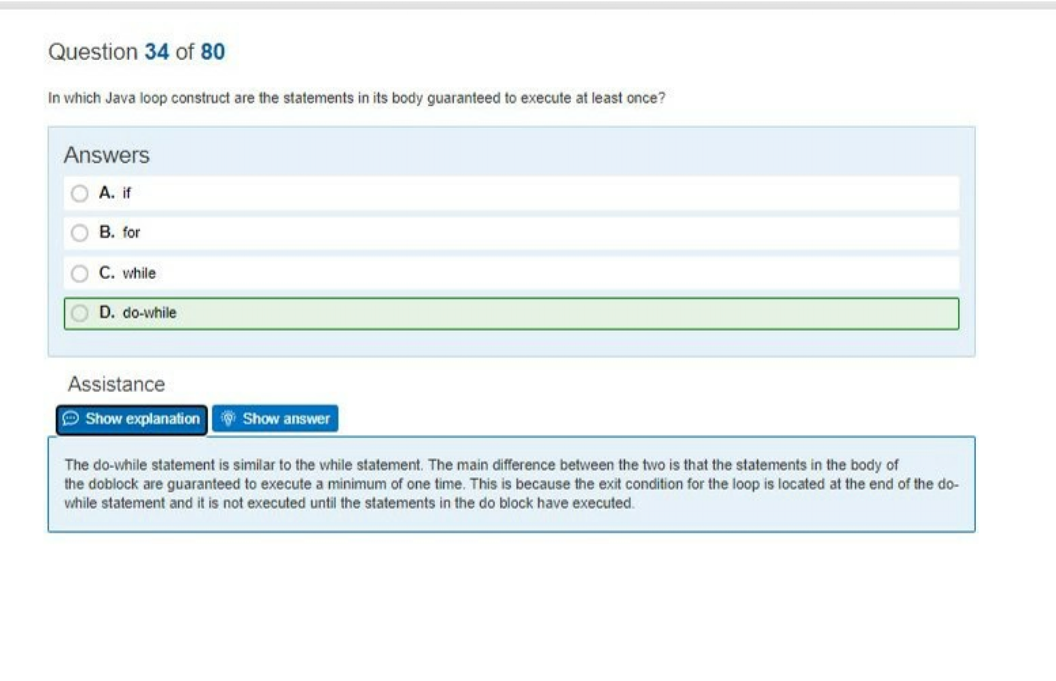 Question 34 of 80
In which Java loop construct are the statements in its body guaranteed to execute at least once?
Answers
A. if
B. for
C. while
D. do-while
Assistance
Show explanation Show answer
The do-while statement is similar to the while statement. The main difference between the two is that the statements in the body of
the doblock are guaranteed to execute a minimum of one time. This is because the exit condition for the loop is located at the end of the do-
while statement and it is not executed until the statements in the do block have executed.